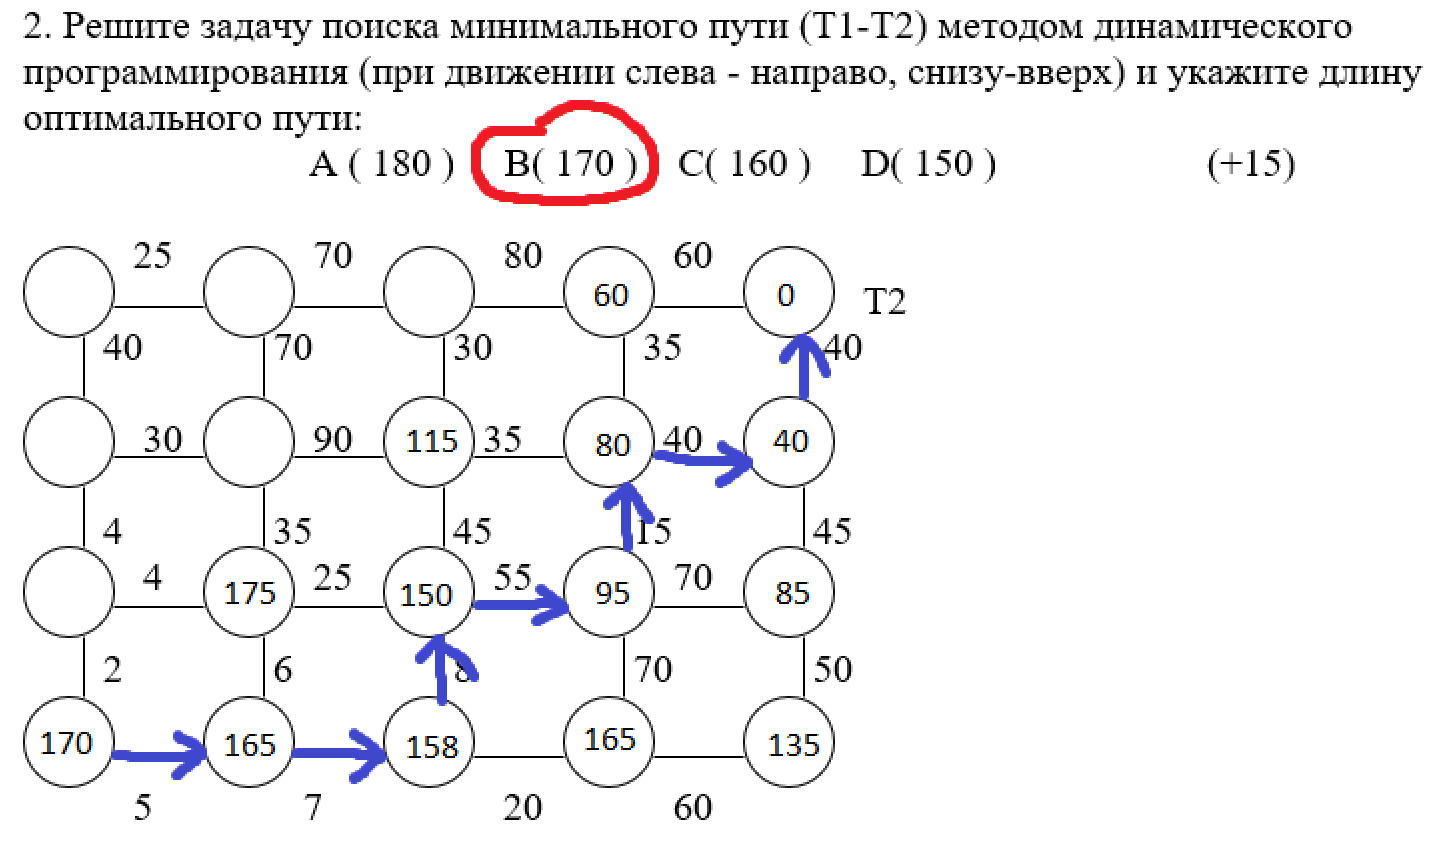 2. Решите задачу поиска минимального пути (Т1-Т2) методом динамического
программирования (при движении слева - направо, снизу-вверх) и укажите длину
оптимального пути:
A ( 180 ) B( 170 ) C( 160 ) D( 150 ) (+15)
25 70 80 60
60 0 T2
40 70 30 35 40
30 90 115 35 80 40 40
4 35 45 15 45
4 25 55 70
175 150 95 85
2 6 8 70 50
170 165 158 165 135
5 7 20 60